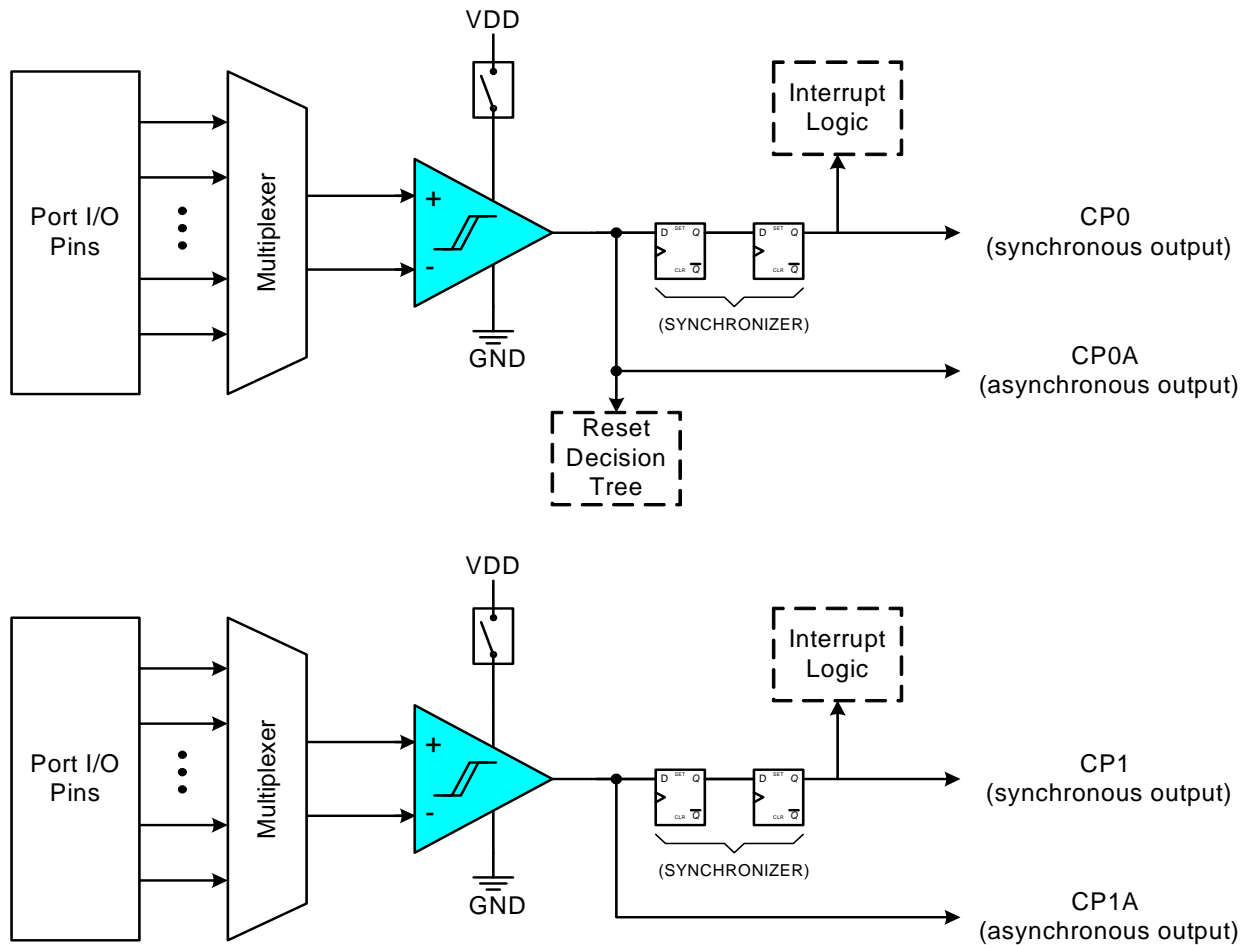 VDD
Port I/O
Pins
Multiplexer
+
-
GND
D SET Q
CLR Q
D SET Q
CLR Q
(SYNCHRONIZER)
Interrupt
Logic
CP0
(synchronous output)
CP0A
(asynchronous output)
Reset
Decision
Tree
VDD
Port I/O
Pins
Multiplexer
+
-
GND
D SET Q
CLR Q
D SET Q
CLR Q
(SYNCHRONIZER)
Interrupt
Logic
CP1
(synchronous output)
CP1A
(asynchronous output)